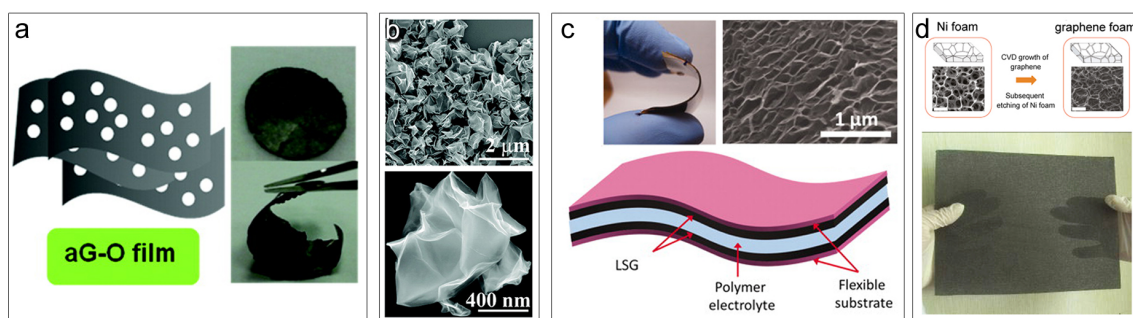 a
aG-O film
b
2 μm
400 nm
c
1 μm
LSG
Polymer
electrolyte
Flexible
substrate
d
Ni foam
graphene foam
CVD growth of
graphene
Subsequent
etching of Ni foam